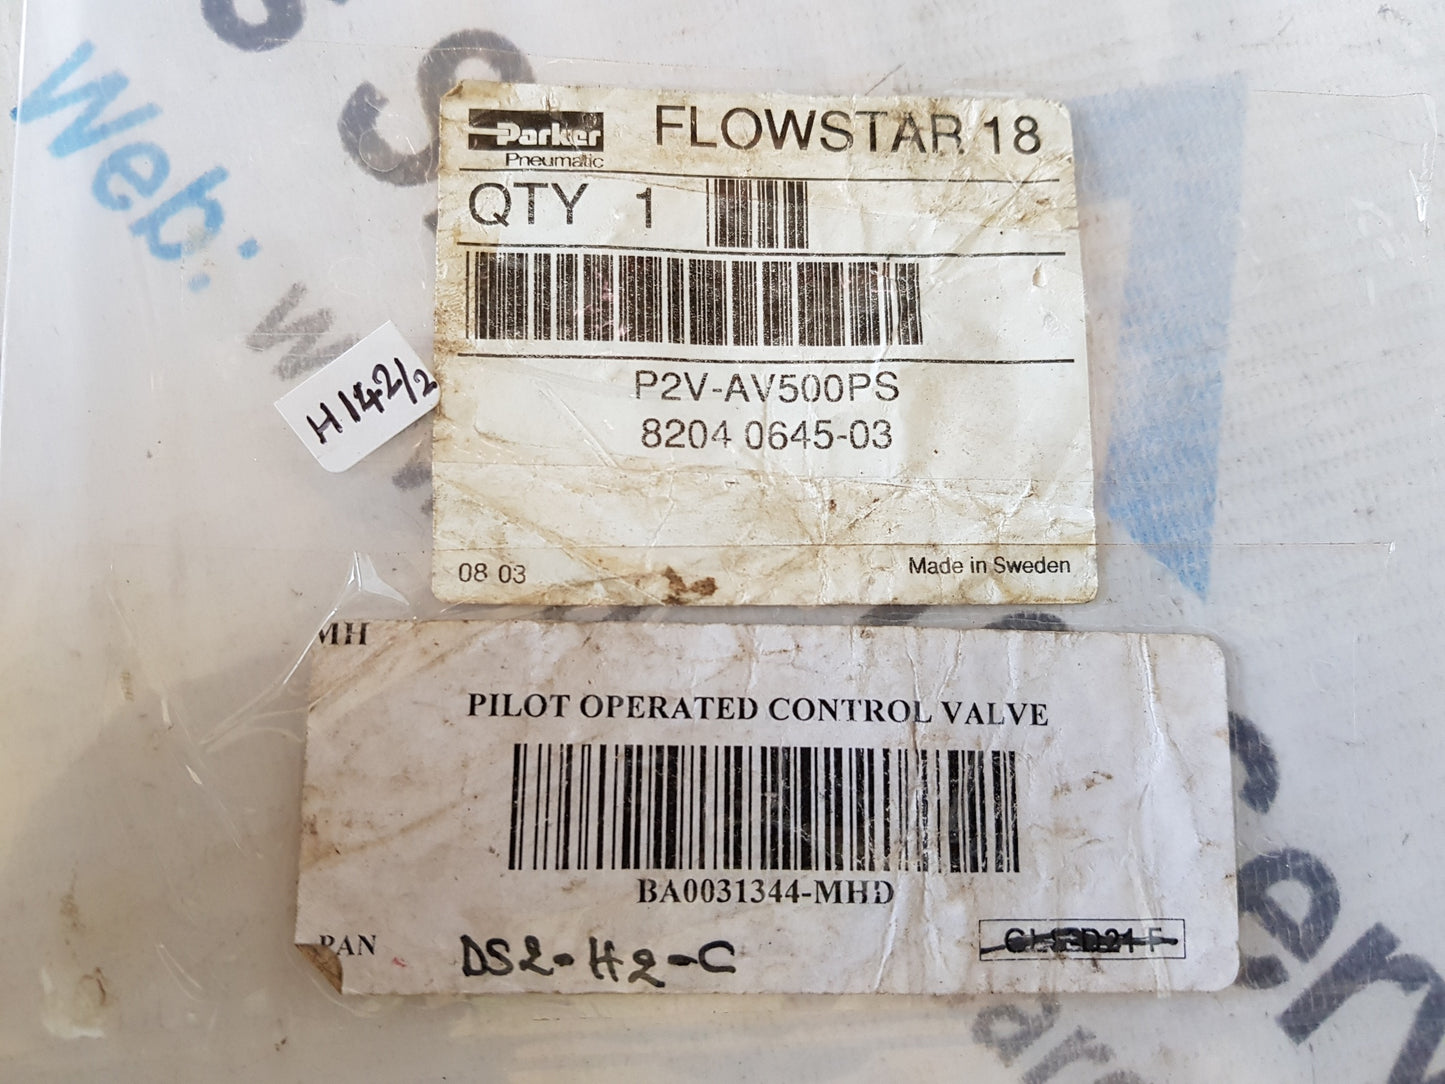 Web:
Parker
Pneumatic
FLOWSTAR 18
QTY 1
P2V-AV500PS
8204 0645-03
08 03
Made in Sweden
H142/2
MH
PILOT OPERATED CONTROL VALVE
BA0031344-MHD
PAN
DS2-H2-C